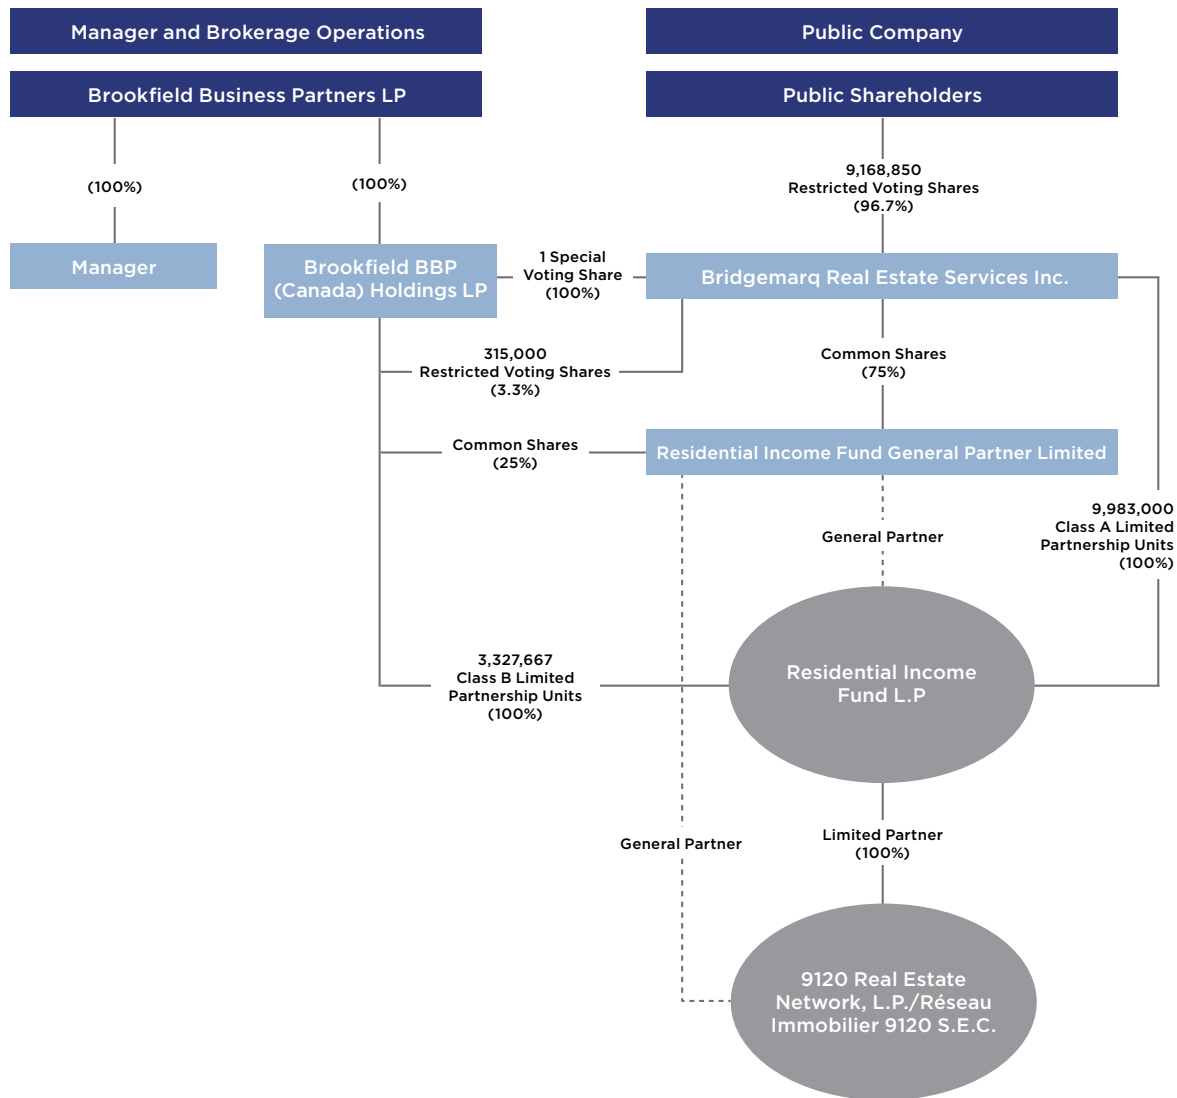 Manager and Brokerage Operations
Public Company
Brookfield Business Partners LP
Public Shareholders
(100%)
(100%)
9,168,850
Restricted Voting Shares
(96.7%)
Manager
Brookfield BBP
(Canada) Holdings LP
1 Special
Voting Share
(100%)
Bridgemarq Real Estate Services Inc.
315,000
Restricted Voting Shares
(3.3%)
Common Shares
(75%)
Common Shares
(25%)
Residential Income Fund General Partner Limited
9,983,000
Class A Limited
Partnership Units
(100%)
General Partner
3,327,667
Class B Limited
Partnership Units
(100%)
Residential Income
Fund L.P
General Partner
Limited Partner
(100%)
9120 Real Estate
Network, L.P./Réseau
Immobilier 9120 S.E.C.